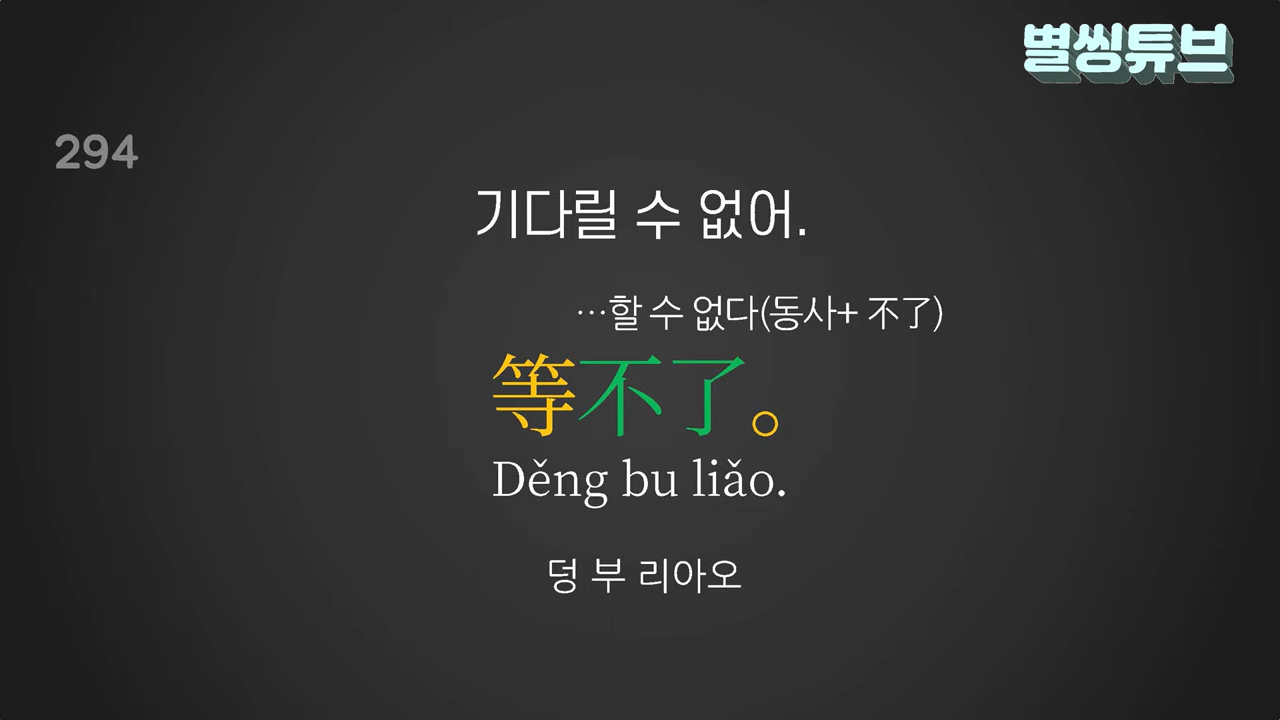 별씽튜브
294
기다릴 수 없어.
…할 수 없다(동사+ 不了)
等不了。
Děng bu liǎo.
덩 부 리아오